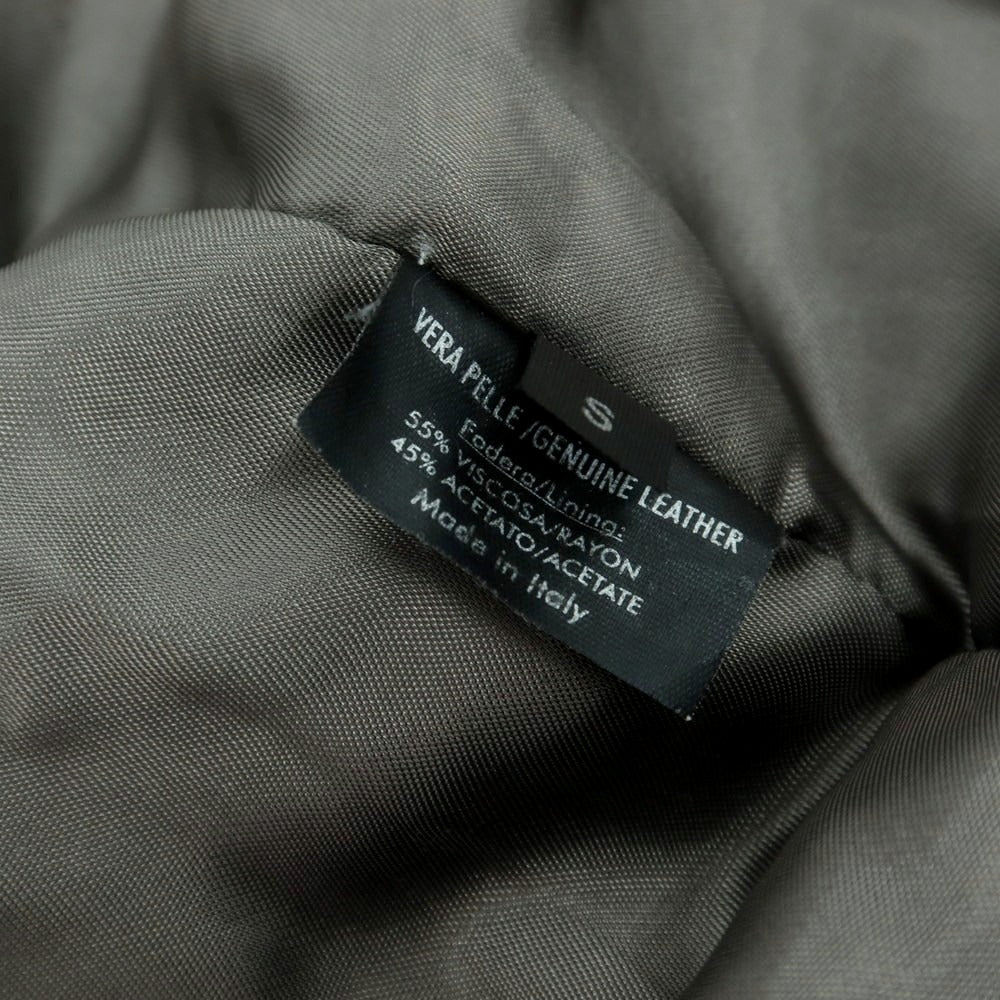 S
VERA PELLE /GENUINE LEATHER
Fodera/Lining:
55% VISCOSA/RAYON
45% ACETATO/ACETATE
Made in Italy